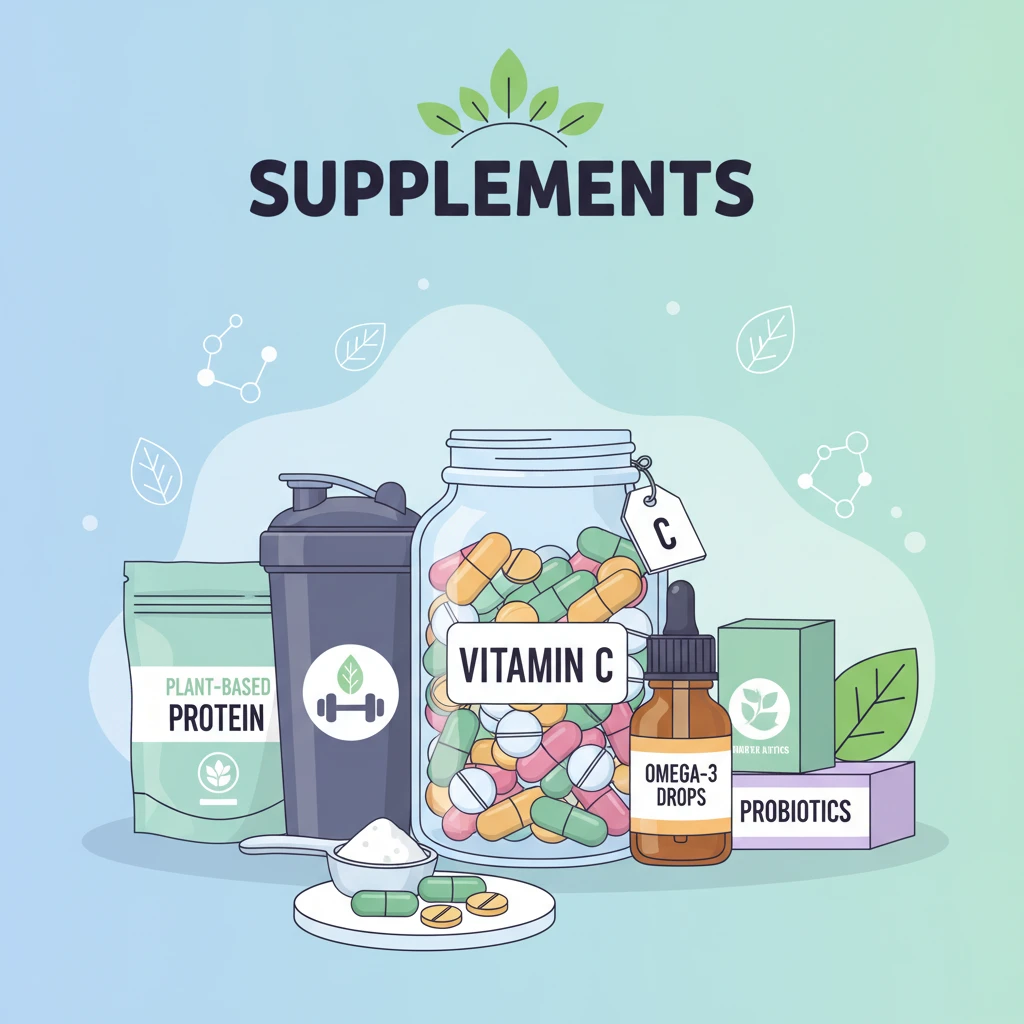 SUPPLEMENTS
C
VITAMIN C
PLANT-BASED
PROTEIN
OMEGA-3
DROPS
PROBIOTICS